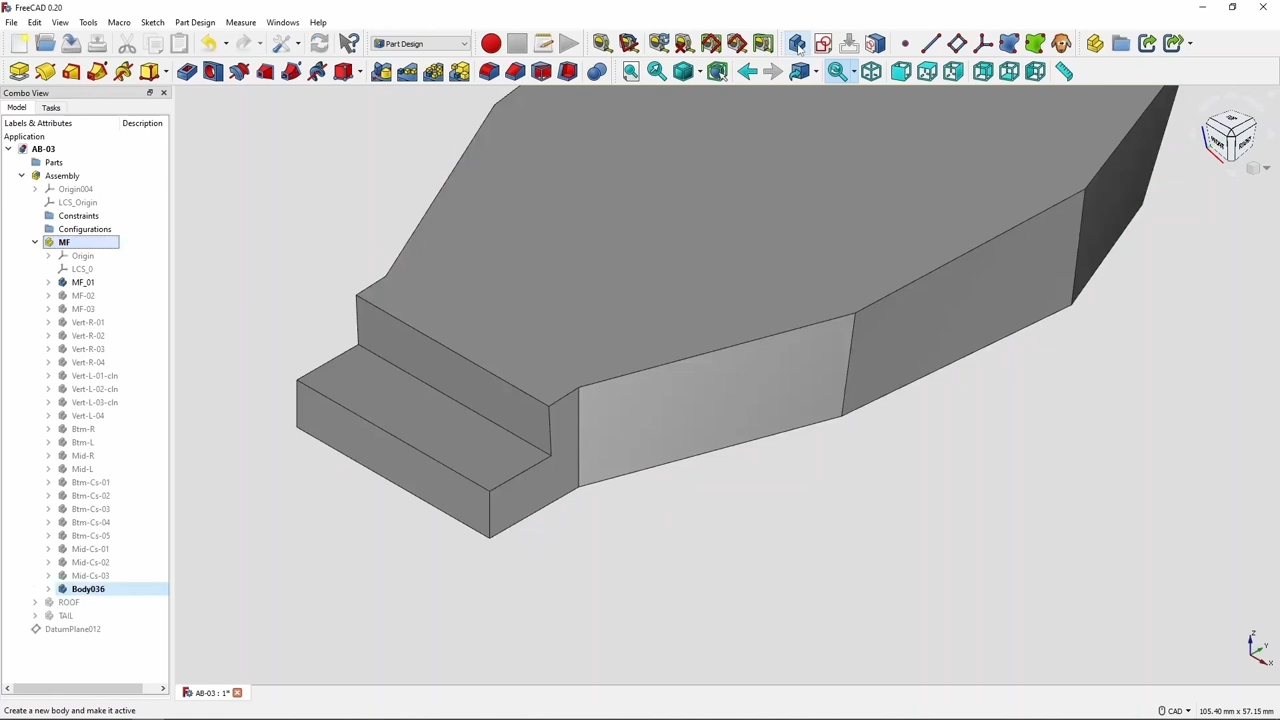 FreeCAD 0.20
File Edit View Tools Macro Sketch Part Design Measure Windows Help
Part Design
Combo View
Model Tasks
Labels & Attributes Description
Application
AB-03
Parts
Assembly
Origin004
LCS_Origin
Constraints
Configurations
MF
Origin
LCS_0
MF_01
MF-02
MF-03
Vert-R-01
Vert-R-02
Vert-R-03
Vert-R-04
Vert-L-01-cln
Vert-L-02-cln
Vert-L-03-cln
Vert-L-04
Btm-R
Btm-L
Mid-R
Mid-L
Btm-Cs-01
Btm-Cs-02
Btm-Cs-03
Btm-Cs-04
Btm-Cs-05
Mid-Cs-01
Mid-Cs-02
Mid-Cs-03
Body036
ROOF
TAIL
DatumPlane012
Z
Y
X
AB-03 : 1*
Create a new body and make it active
CAD
105.40 mm x 57.15 mm